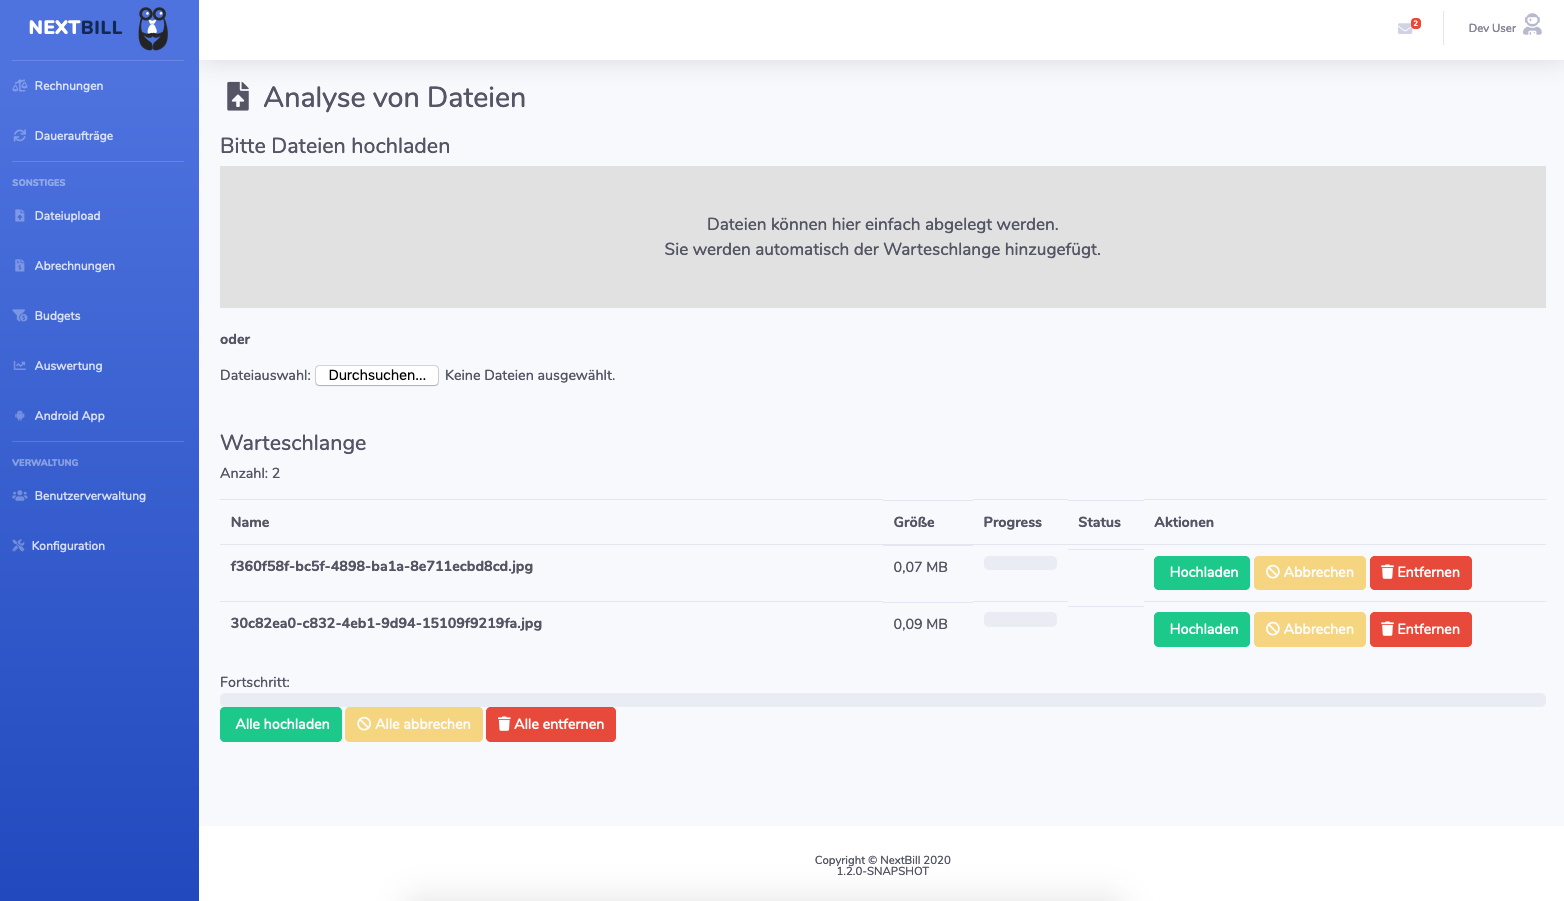 NEXTBILL
2
Dev User
Rechnungen
Daueraufträge
SONSTIGES
Dateiupload
Abrechnungen
Budgets
Auswertung
Android App
VERWALTUNG
Benutzerverwaltung
Konfiguration
Analyse von Dateien
Bitte Dateien hochladen
Dateien können hier einfach abgelegt werden.
Sie werden automatisch der Warteschlange hinzugefügt.
oder
Dateiauswahl: Durchsuchen... Keine Dateien ausgewählt.
Warteschlange
Anzahl: 2
Name Größe Progress Status Aktionen
f360f58f-bc5f-4898-ba1a-8e711ecbd8cd.jpg 0,07 MB Hochladen Abbrechen Entfernen
30c82ea0-c832-4eb1-9d94-15109f9219fa.jpg 0,09 MB Hochladen Abbrechen Entfernen
Fortschritt:
Alle hochladen Alle abbrechen Alle entfernen
Copyright © NextBill 2020
1.2.0-SNAPSHOT